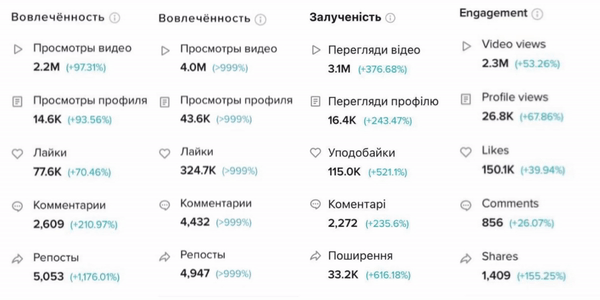 Вовлечённость
Просмотры видео
2.2M (+97.31%)
Просмотры профиля
14.6K (+93.56%)
Лайки
77.6K (+70.46%)
Комментарии
2,609 (+210.97%)
Репосты
5,053 (+1,176.01%)
Вовлечённость
Просмотры видео
4.0M (>999%)
Просмотры профиля
43.6K (>999%)
Лайки
324.7K (>999%)
Комментарии
4,432 (>999%)
Репосты
4,947 (>999%)
Залученість
Перегляди відео
3.1M (+376.68%)
Перегляди профілю
16.4K (+243.47%)
Уподобайки
115.0K (+521.1%)
Коментарі
2,272 (+235.6%)
Поширення
33.2K (+616.18%)
Engagement
Video views
2.3M (+53.26%)
Profile views
26.8K (+67.86%)
Likes
150.1K (+39.94%)
Comments
856 (+26.07%)
Shares
1,409 (+155.25%)